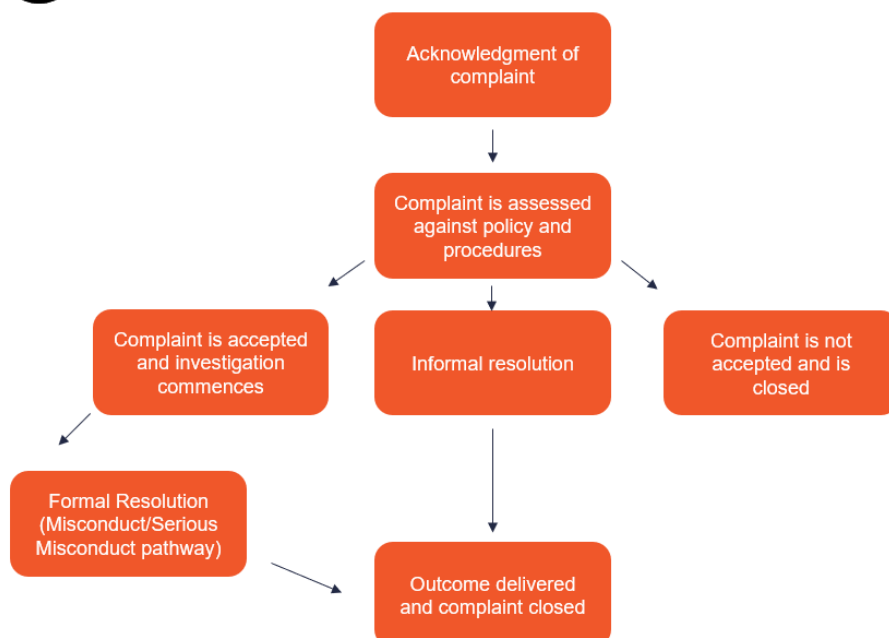 Acknowledgment of
complaint
Complaint is assessed
against policy and
procedures
Complaint is accepted
and investigation
commences
Informal resolution
Complaint is not
accepted and is
closed
Formal Resolution
(Misconduct/Serious
Misconduct pathway)
Outcome delivered
and complaint closed